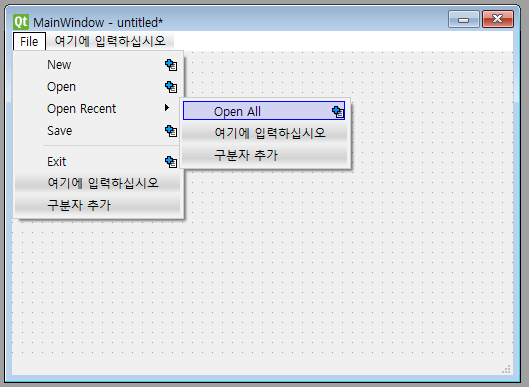 Qt MainWindow - untitled*
File 여기에 입력하십시오
New
Open
Open Recent
Save
Exit
여기에 입력하십시오
구분자 추가
Open All
여기에 입력하십시오
구분자 추가